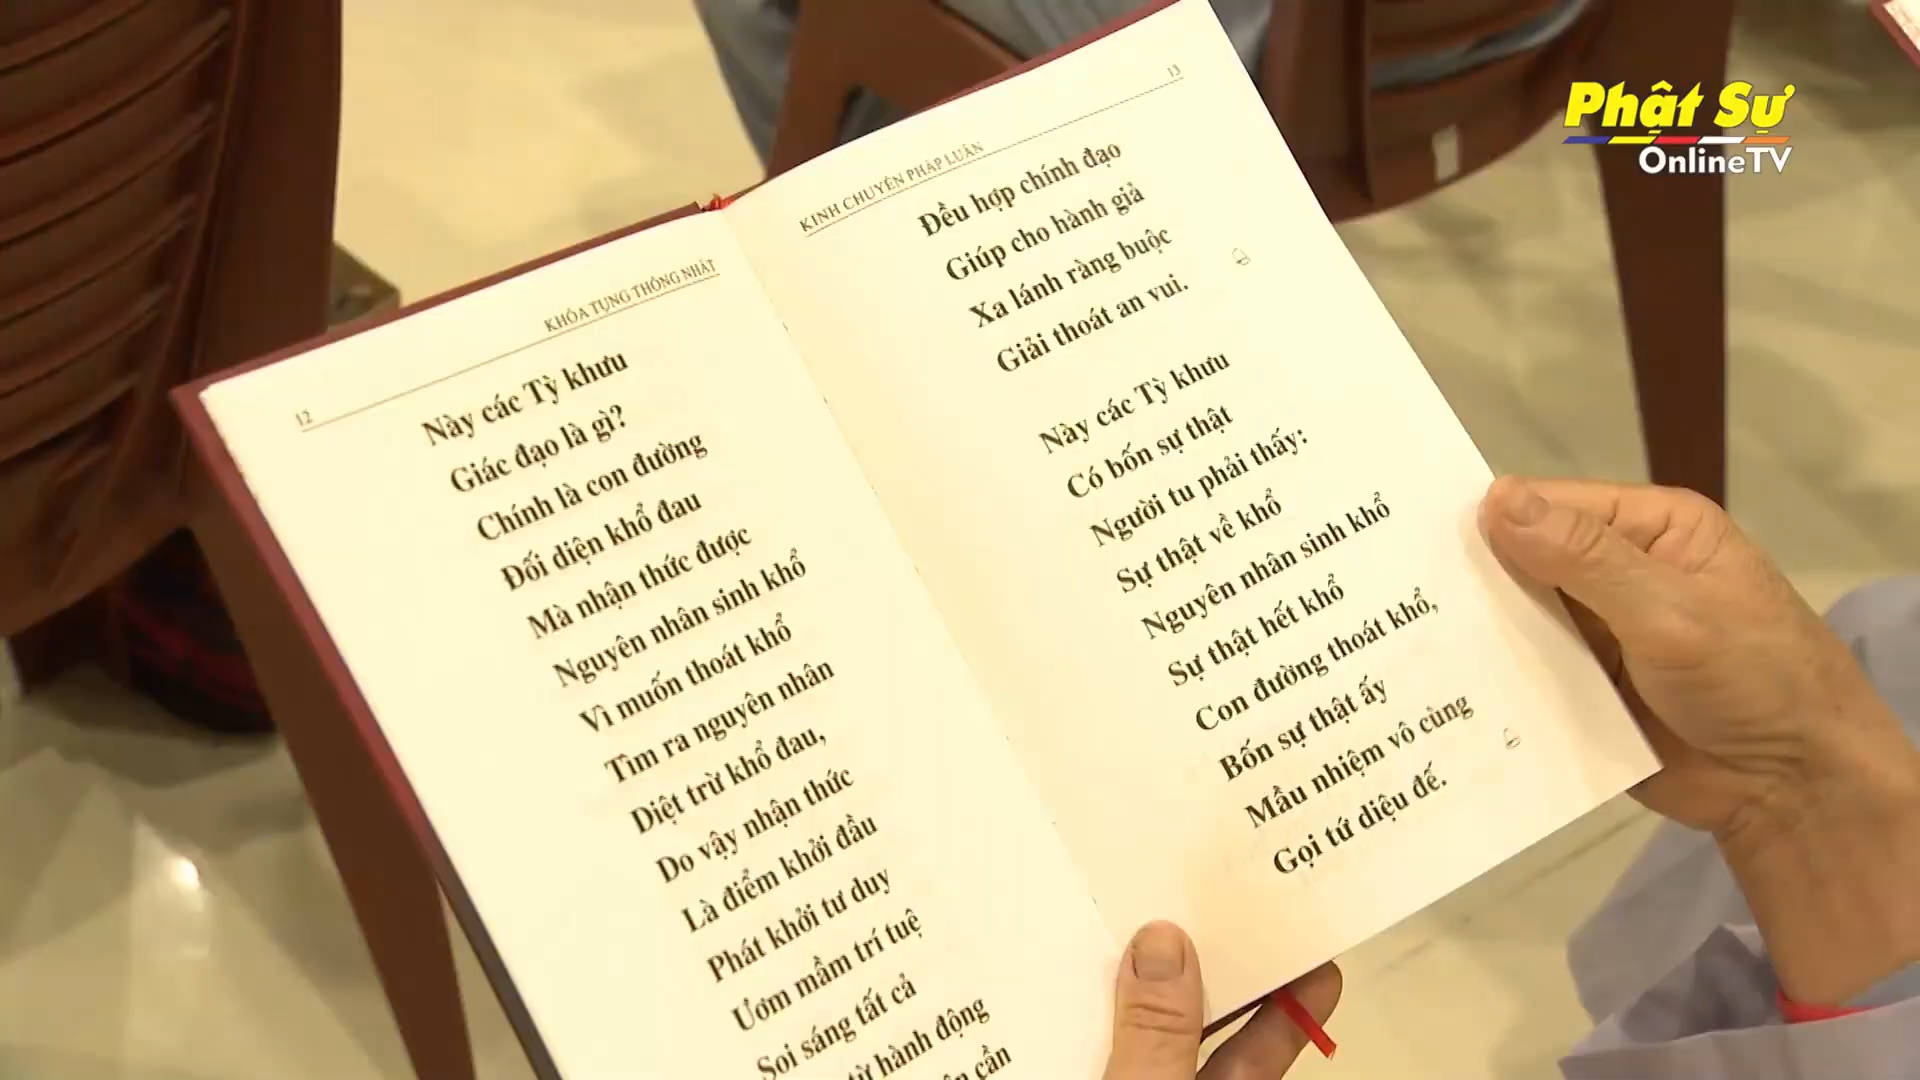 12
KHÓA TỤNG THỐNG NHẤT
Này các Tỳ khưu
Giác đạo là gì?
Chính là con đường
Đối diện khổ đau
Mà nhận thức được
Nguyên nhân sinh khổ
Vì muốn thoát khổ
Tìm ra nguyên nhân
Diệt trừ khổ đau,
Do vậy nhận thức
Là điểm khởi đầu
Phát khởi tư duy
Ươm mầm trí tuệ
Soi sáng tất cả
từ hành động
cần
KINH CHUYỂN PHÁP LUÂN
13
Đều hợp chính đạo
Giúp cho hành giả
Xa lánh ràng buộc
Giải thoát an vui.
Này các Tỳ khưu
Có bốn sự thật
Người tu phải thấy:
Sự thật về khổ
Nguyên nhân sinh khổ
Sự thật hết khổ
Con đường thoát khổ,
Bốn sự thật ấy
Mầu nhiệm vô cùng
Gọi tứ diệu đế.
Phật Sự
OnlineTV